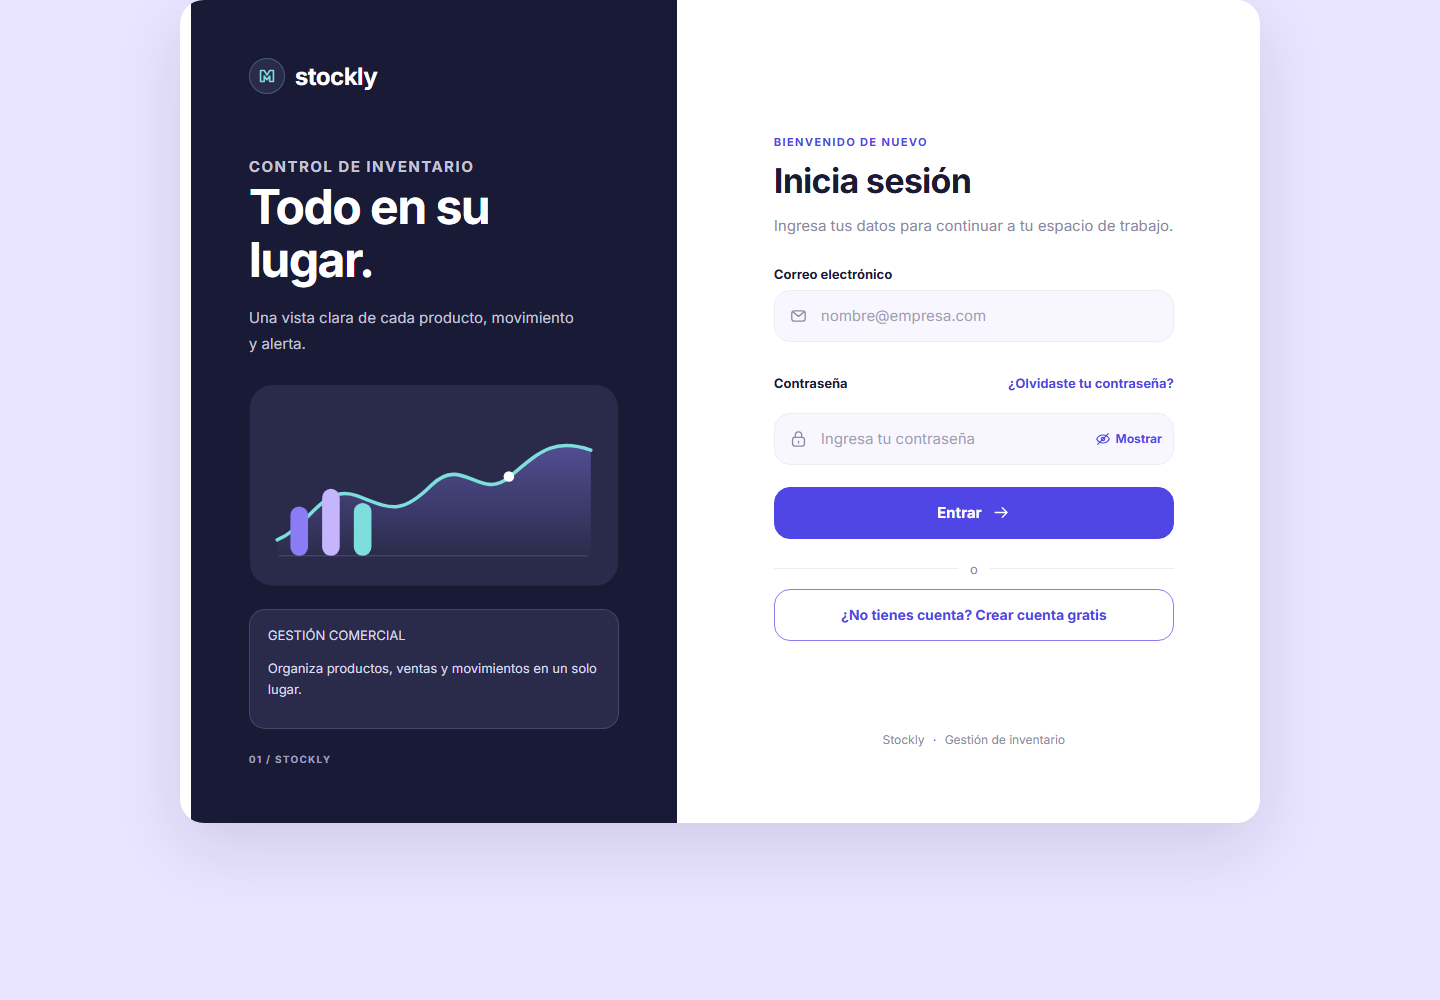 stockly
CONTROL DE INVENTARIO
Todo en su
lugar.
Una vista clara de cada producto, movimiento
y alerta.
GESTIÓN COMERCIAL
Organiza productos, ventas y movimientos en un solo
lugar.
01 / STOCKLY
BIENVENIDO DE NUEVO
Inicia sesión
Ingresa tus datos para continuar a tu espacio de trabajo.
Correo electrónico
nombre@empresa.com
Contraseña
¿Olvidaste tu contraseña?
Ingresa tu contraseña
Mostrar
Entrar
o
¿No tienes cuenta? Crear cuenta gratis
Stockly · Gestión de inventario